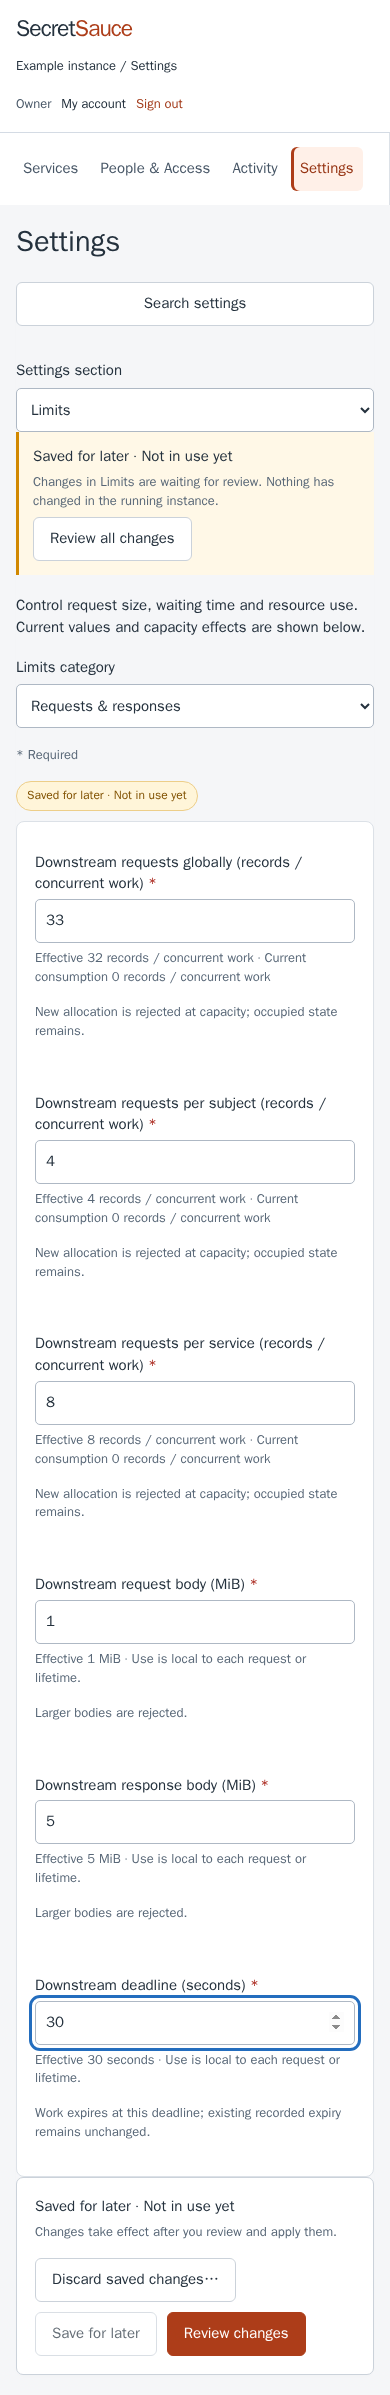 SecretSauce
Example instance / Settings
Owner My account Sign out
Services People & Access Activity Settings
Settings
Search settings
Settings section
Limits
Saved for later · Not in use yet
Changes in Limits are waiting for review. Nothing has
changed in the running instance.
Review all changes
Control request size, waiting time and resource use.
Current values and capacity effects are shown below.
Limits category
Requests & responses
* Required
Saved for later · Not in use yet
Downstream requests globally (records /
concurrent work) *
33
Effective 32 records / concurrent work · Current
consumption 0 records / concurrent work
New allocation is rejected at capacity; occupied state
remains.
Downstream requests per subject (records /
concurrent work) *
4
Effective 4 records / concurrent work · Current
consumption 0 records / concurrent work
New allocation is rejected at capacity; occupied state
remains.
Downstream requests per service (records /
concurrent work) *
8
Effective 8 records / concurrent work · Current
consumption 0 records / concurrent work
New allocation is rejected at capacity; occupied state
remains.
Downstream request body (MiB) *
1
Effective 1 MiB · Use is local to each request or
lifetime.
Larger bodies are rejected.
Downstream response body (MiB) *
5
Effective 5 MiB · Use is local to each request or
lifetime.
Larger bodies are rejected.
Downstream deadline (seconds) *
30
Effective 30 seconds · Use is local to each request or
lifetime.
Work expires at this deadline; existing recorded expiry
remains unchanged.
Saved for later · Not in use yet
Changes take effect after you review and apply them.
Discard saved changes…
Save for later Review changes